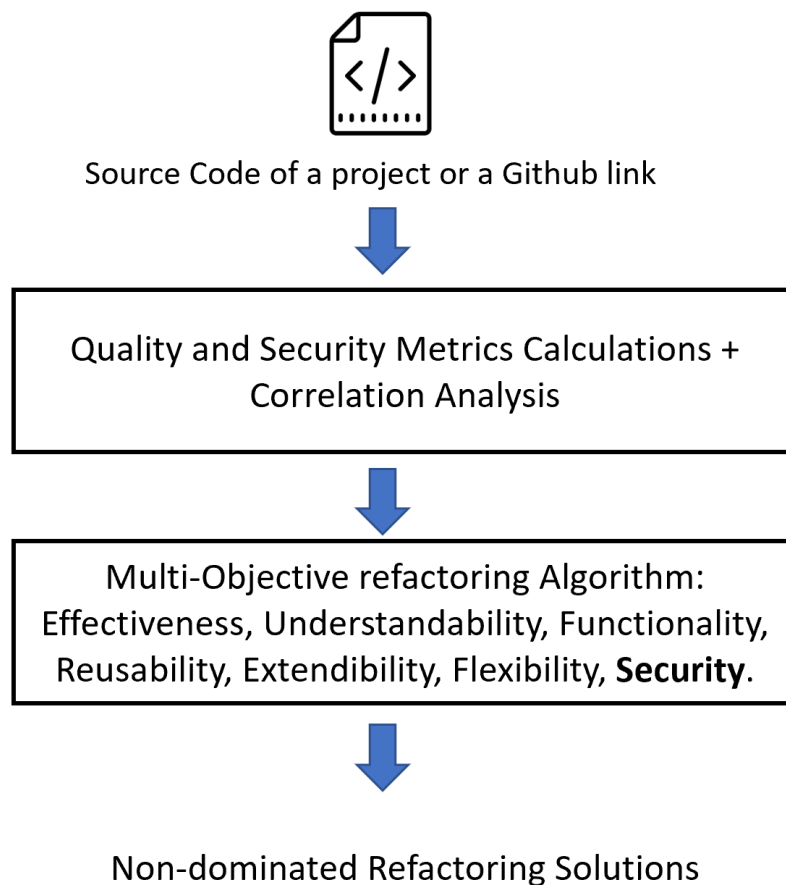 </>
Source Code of a project or a Github link
Quality and Security Metrics Calculations +
Correlation Analysis
Multi-Objective refactoring Algorithm:
Effectiveness, Understandability, Functionality,
Reusability, Extendibility, Flexibility, Security.
Non-dominated Refactoring Solutions